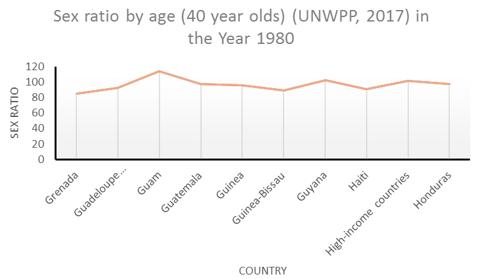 Sex ratio by age (40 year olds) (UNWPP, 2017) in
the Year 1980
SEX RATIO
120
100
80
60
40
20
0
Grenada
Guadeloupe...
Guam
Guatemala
Guinea
Guinea-Bissau
Guyana
Haiti
High-income countries
Honduras
COUNTRY